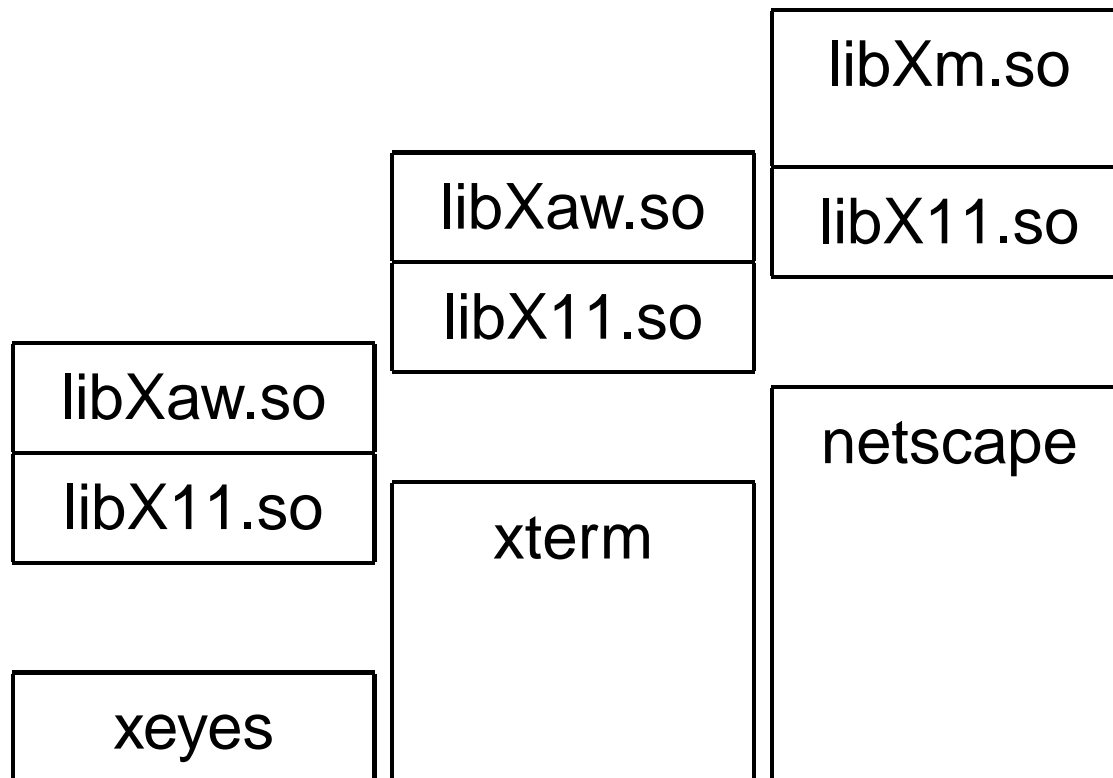 libXaw.so
libX11.so
xeyes
libXaw.so
libX11.so
xterm
libXm.so
libX11.so
netscape